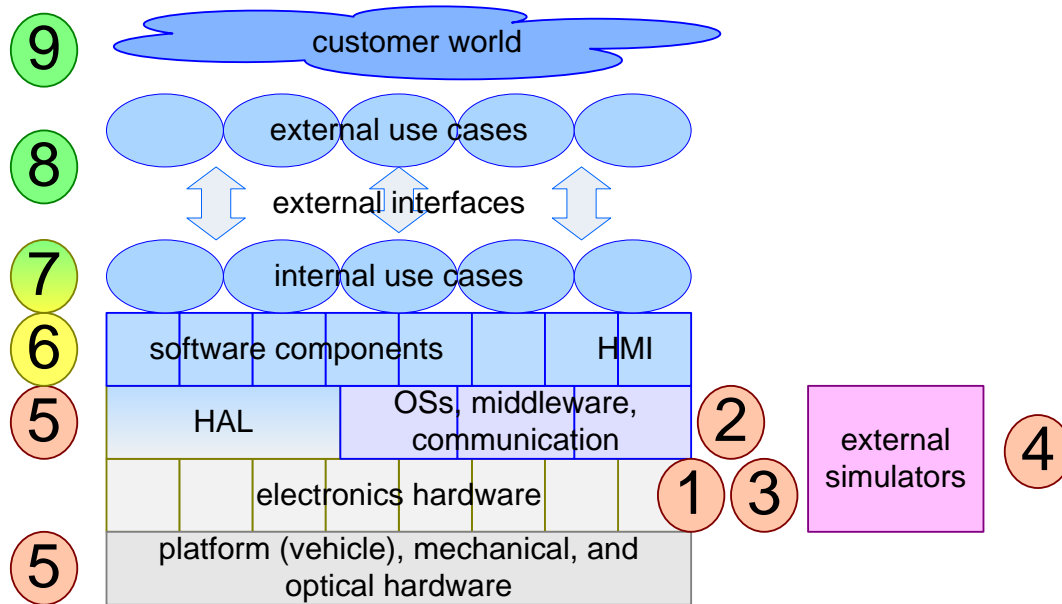 9
customer world
8
external use cases
external interfaces
7
internal use cases
6
software components
HMI
5
HAL
OSs, middleware,
communication
2
external
simulators
4
electronics hardware
1
3
5
platform (vehicle), mechanical, and
optical hardware